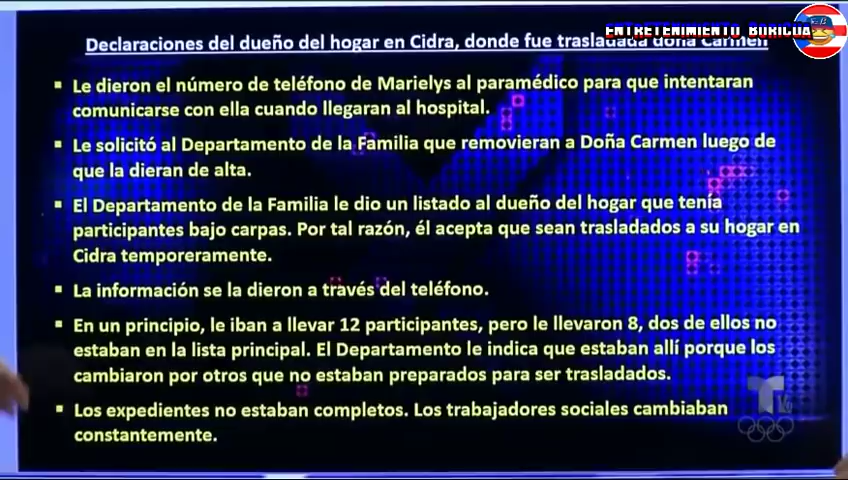 ENTRETENIMIENTO BORICUA
Declaraciones del dueño del hogar en Cidra, donde fue trasladada doña Carmen
▪ Le dieron el número de teléfono de Marielys al paramédico para que intentaran
comunicarse con ella cuando llegaran al hospital.
▪ Le solicitó al Departamento de la Familia que removieran a Doña Carmen luego de
que la dieran de alta.
▪ El Departamento de la Familia le dio un listado al dueño del hogar que tenía
participantes bajo carpas. Por tal razón, él acepta que sean trasladados a su hogar en
Cidra temporeramente.
▪ La información se la dieron a través del teléfono.
▪ En un principio, le iban a llevar 12 participantes, pero le llevaron 8, dos de ellos no
estaban en la lista principal. El Departamento le indica que estaban allí porque los
cambiaron por otros que no estaban preparados para ser trasladados.
▪ Los expedientes no estaban completos. Los trabajadores sociales cambiaban
constantemente.